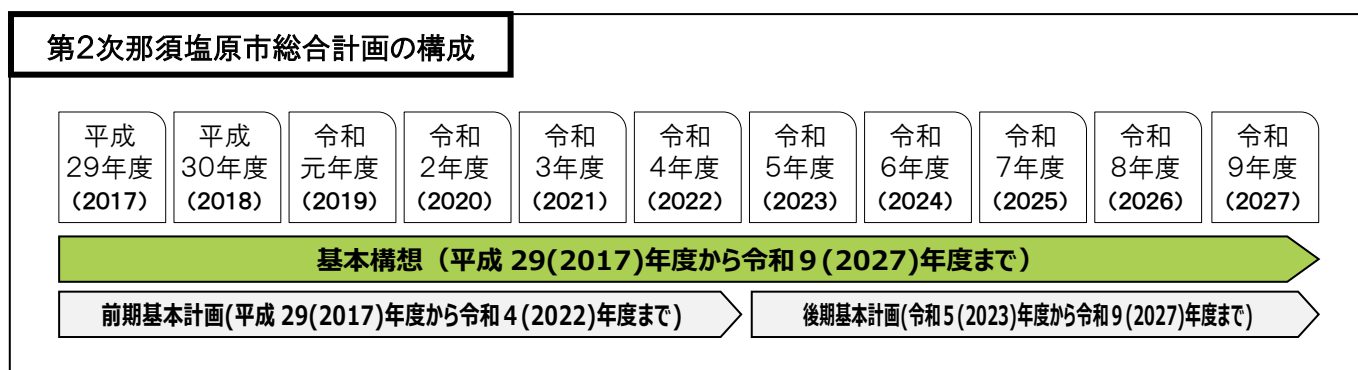 第2次那須塩原市総合計画の構成
平成
29年度
(2017)
平成
30年度
(2018)
令和
元年度
(2019)
令和
2年度
(2020)
令和
3年度
(2021)
令和
4年度
(2022)
令和
5年度
(2023)
令和
6年度
(2024)
令和
7年度
(2025)
令和
8年度
(2026)
令和
9年度
(2027)
基本構想（平成 29(2017)年度から令和９(2027)年度まで）
前期基本計画(平成 29(2017)年度から令和４(2022)年度まで)
後期基本計画(令和５(2023)年度から令和９(2027)年度まで)